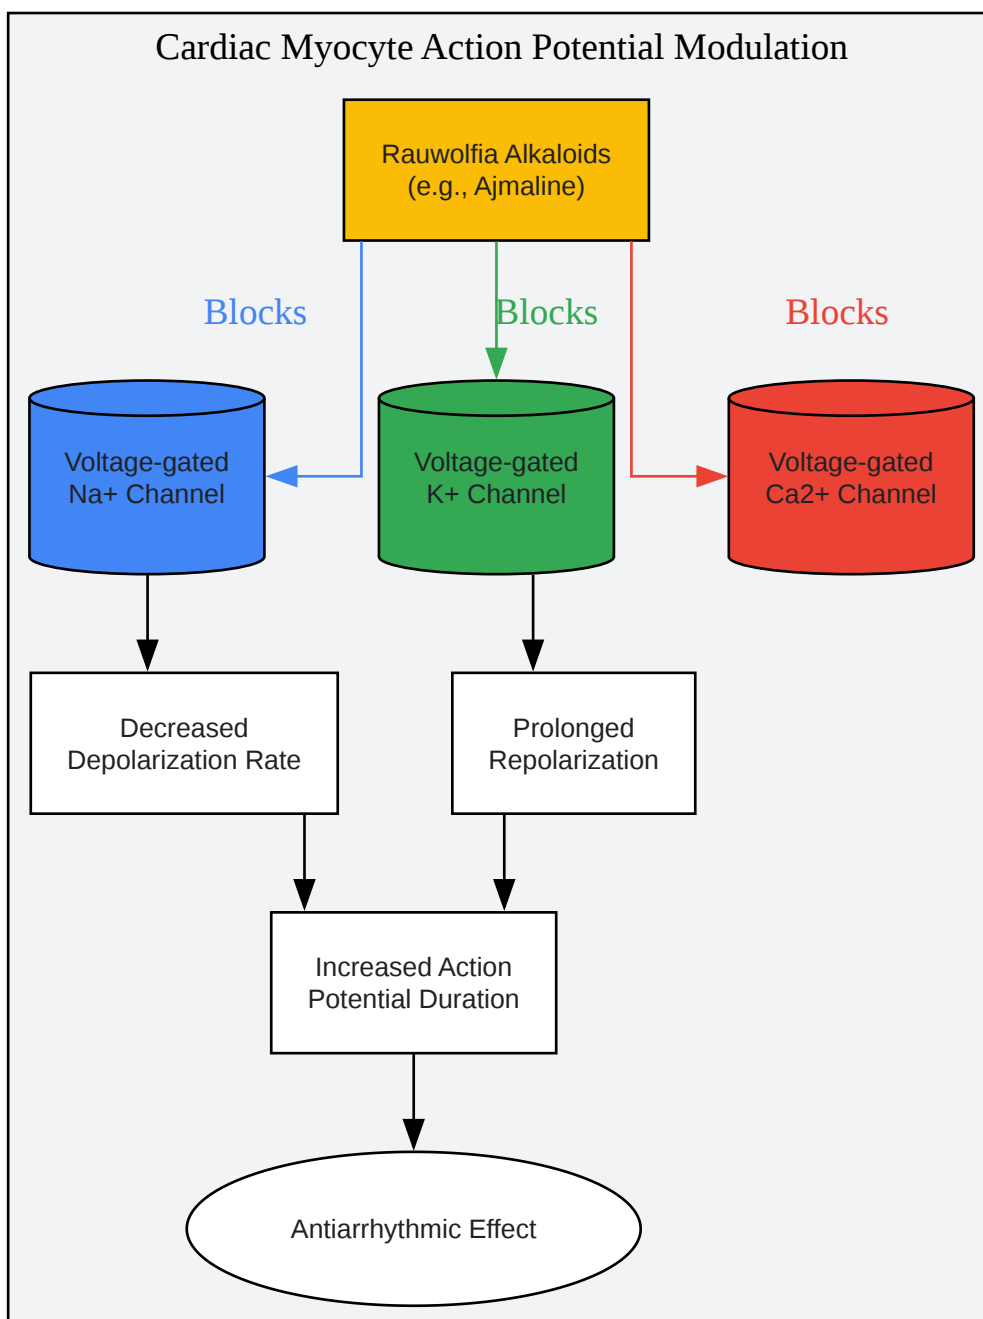 Cardiac Myocyte Action Potential Modulation
Rauwolfia Alkaloids
(e.g., Ajmaline)
Blocks
Blocks
Blocks
Voltage-gated
Na+ Channel
Voltage-gated
K+ Channel
Voltage-gated
Ca2+ Channel
Decreased
Depolarization Rate
Prolonged
Repolarization
Increased Action
Potential Duration
Antiarrhythmic Effect